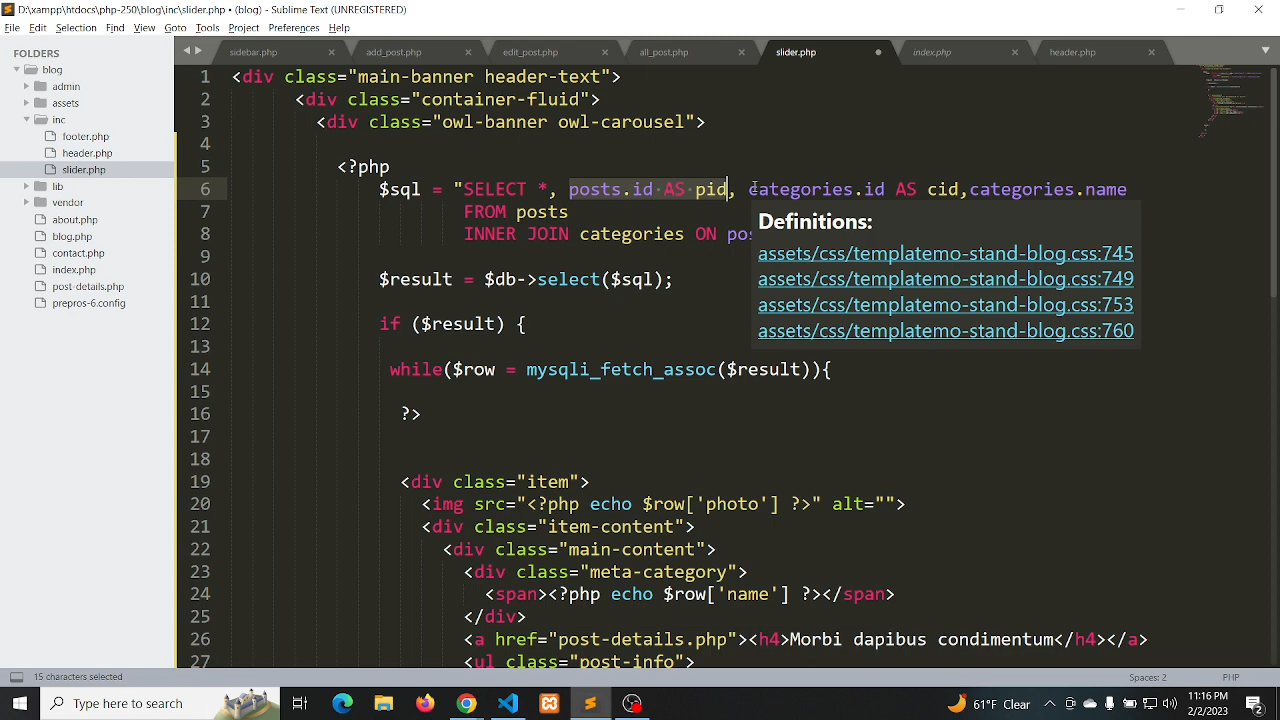 D:\xampp\htdocs\php-250\blog\inc\slider.php • (blog) - Sublime Text (UNREGISTERED)
File Edit Selection Find View Goto Tools Project Preferences Help
FOLDERS
blog
admin
assets
inc
footer.php
header.php
slider.php
lib
vendor
about.php
blog.php
contact.php
index.php
post-details.php
prepros-6.config
sidebar.php add_post.php edit_post.php all_post.php slider.php index.php header.php
1 <div class="main-banner header-text">
2 <div class="container-fluid">
3 <div class="owl-banner owl-carousel">
4
5 <?php
6 $sql = "SELECT *, posts.id AS pid, categories.id AS cid,categories.name
7 FROM posts
8 INNER JOIN categories ON pos
9
10 $result = $db->select($sql);
11
12 if ($result) {
13
14 while($row = mysqli_fetch_assoc($result)){
15
16 ?>
17
18
19 <div class="item">
20 <img src="<?php echo $row['photo'] ?>" alt="">
21 <div class="item-content">
22 <div class="main-content">
23 <div class="meta-category">
24 <span><?php echo $row['name'] ?></span>
25 </div>
26 <a href="post-details.php"><h4>Morbi dapibus condimentum</h4></a>
27 <ul class="post-info">
Definitions:
assets/css/templatemo-stand-blog.css:745
assets/css/templatemo-stand-blog.css:749
assets/css/templatemo-stand-blog.css:753
assets/css/templatemo-stand-blog.css:760
15 characters selected
Spaces: 2
PHP
Type here to search
61°F Clear
11:16 PM
2/2/2023
2